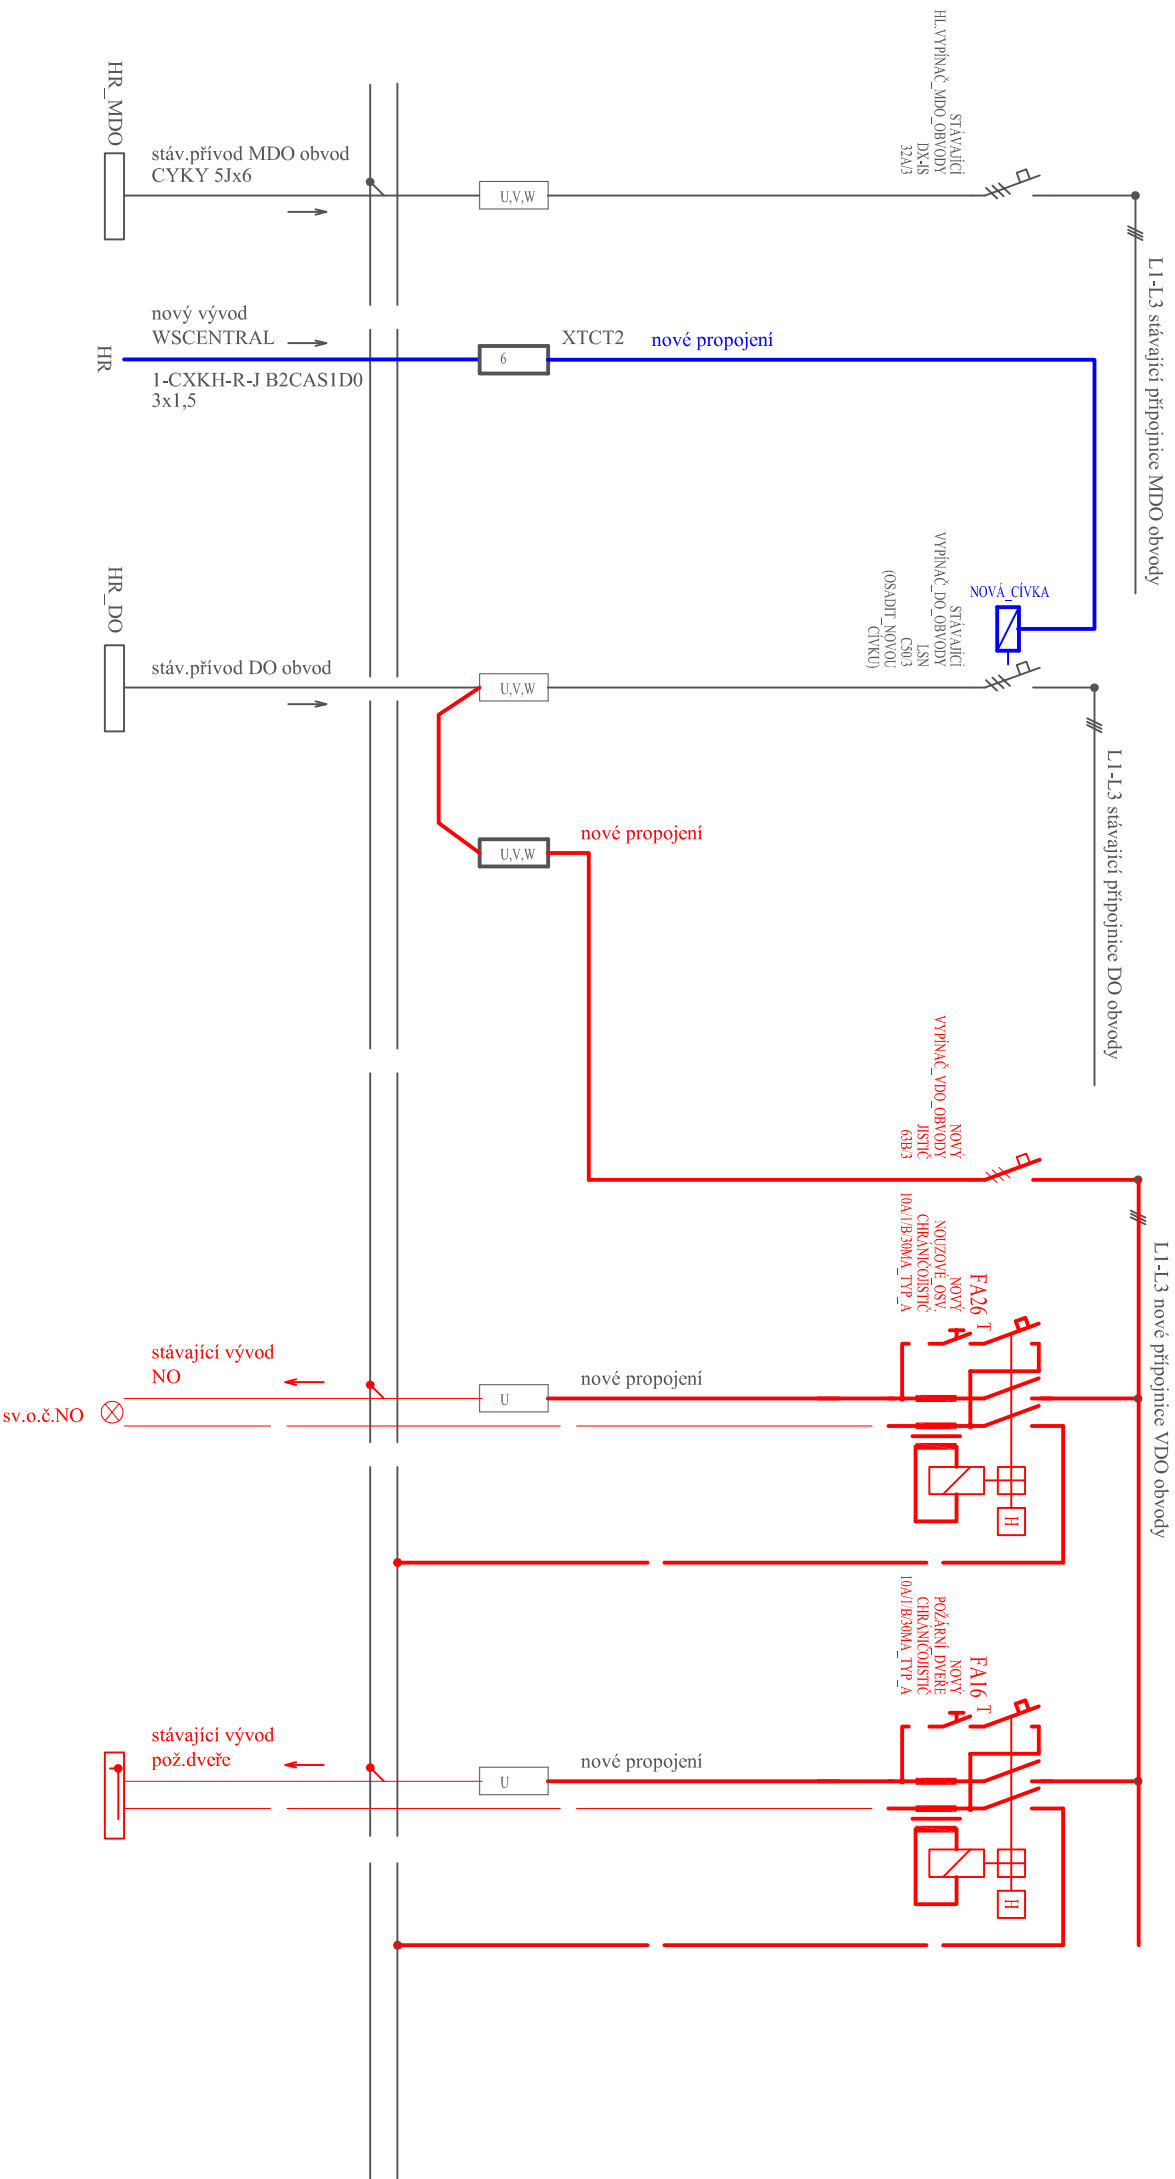 HL.VYPÍNAČ_MDO_OBVODY
STÁVAJÍCÍ
DX-IS
32A/3
HR_MDO
stáv.přívod MDO obvod
CYKY 5Jx6
U,V,W
L1-L3 stávající přípojnice MDO obvody
nový vývod
WSCENTRAL
HR
1-CXKH-R-J B2CAS1D0
3x1,5
6
XTCT2
nové propojení
NOVÁ_CÍVKA
STÁVAJÍCÍ
VYPÍNAČ_DO_OBVODY
LSN
C50/3
(OSADIT_NOVOU
CÍVKU)
HR_DO
stáv.přívod DO obvod
U,V,W
L1-L3 stávající přípojnice DO obvody
U,V,W
nové propojení
NOVÝ
VYPÍNAČ_VDO_OBVODY
JISTIČ
63B/3
L1-L3 nové přípojnice VDO obvody
FA26
T
NOVÝ
NOUZOVÉ_OSV.
CHRÁNIČOJISTIČ
10A/1/B/30MA_TYP_A
stávající vývod
NO
sv.o.č.NO
U
nové propojení
H
FA16
T
NOVÝ
POŽÁRNÍ_DVEŘE
CHRÁNIČOJISTIČ
10A/1/B/30MA_TYP_A
stávající vývod
pož.dveře
U
nové propojení
H